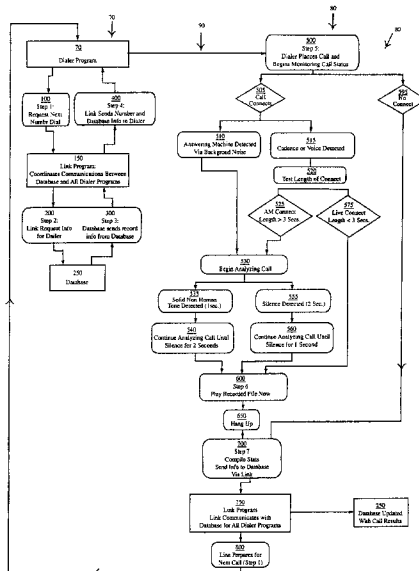 70
90
80
80
70
Dialer Program
500
Step 5:
Dialer Places Call and
Begins Monitoring Call Status
100
Step 1:
Request Next
Number Dial
400
Step 4:
Link Sends Number and
Database Info to Dialer
505
Call
Connects
595
No
Connect
510
Answering Machine Detected
Via Background Noise
515
Cadence or Voice Detected
520
Test Length of Connect
150
Link Program:
Coordinates Communications Between
Database and All Dialer Programs
525
AM Connect
Length > 3 Secs.
575
Live Connect
Length < 3 Secs.
200
Step 2:
Link Request Info
for Dialer
300
Step 3:
Database sends record
info from Database
250
Database
530
Begin Analyzing Call
535
Solid Non Human
Tone Detected (1sec.)
555
Silence Detected (2 Sec.)
540
Continue Analyzing Call Until
Silence for 2 Seconds
560
Continue Analyzing Call Until
Silence for 1 Second
600
Step 6
Play Recorded File Now
650
Hang Up
700
Step 7
Compile Stats
Send Info to Database
Via Link
750
Link Program
Link Communicates with
Database for All Dialer Programs
250
Database Updated
With Call Results
800
Line Prepares for
Next Call (Step 1)